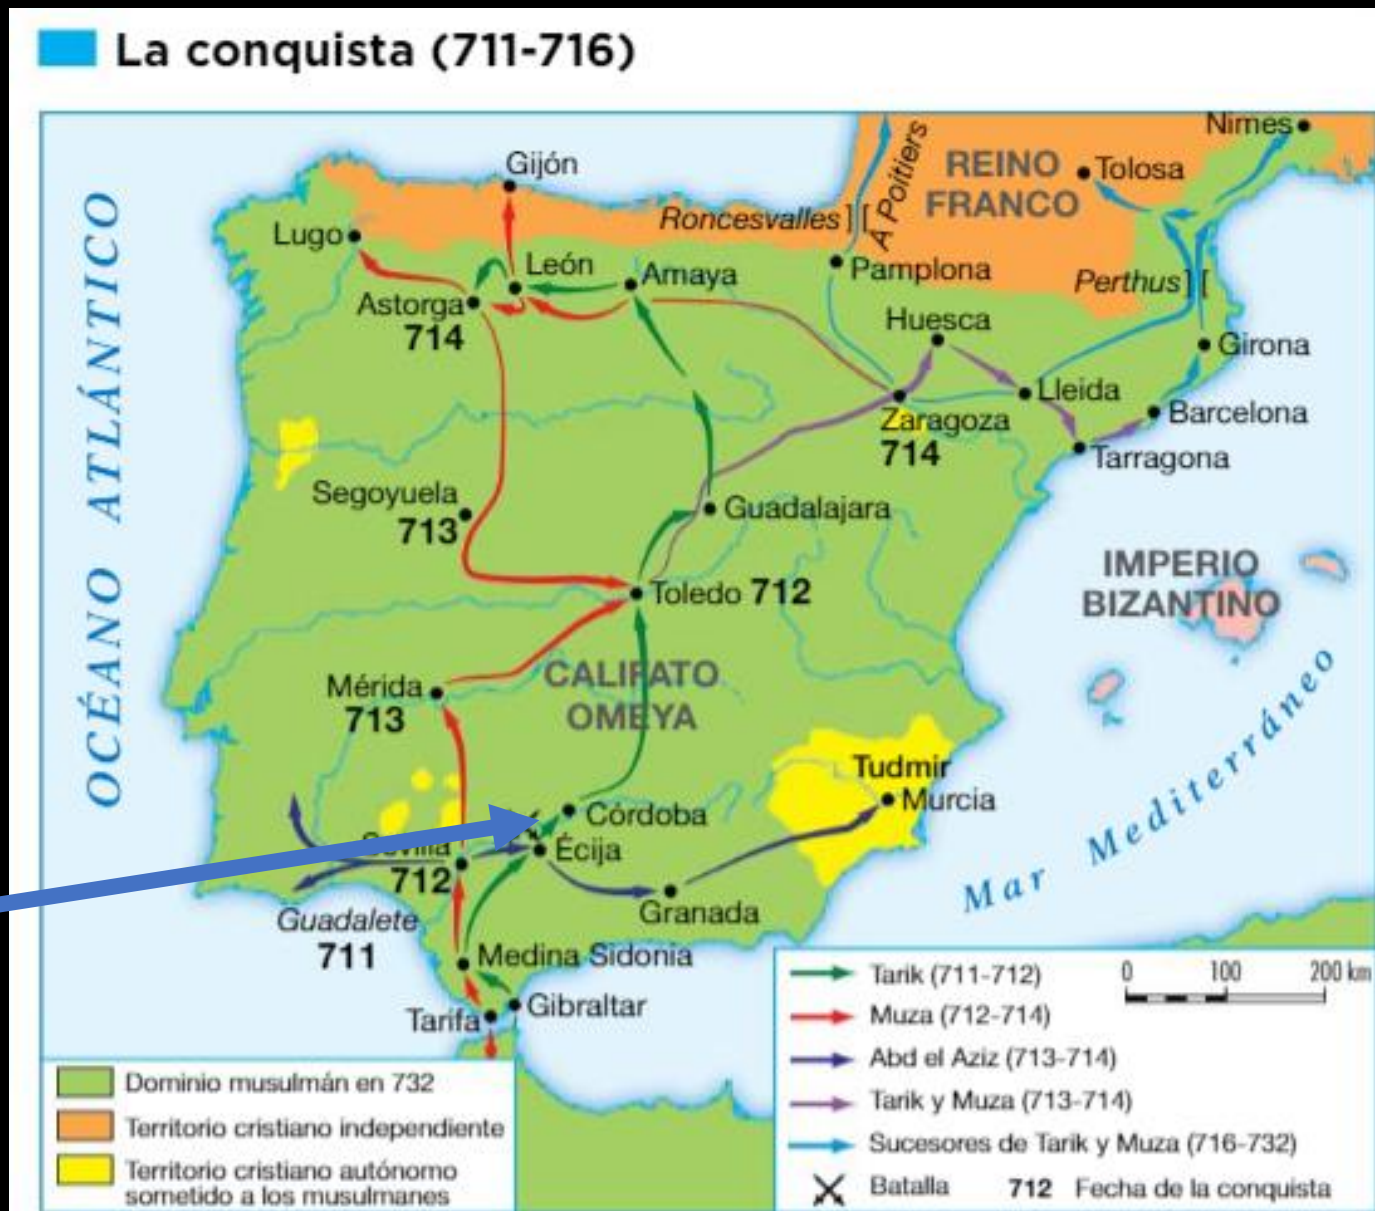 La conquista (711-716)
Nimes
Gijón
REINO
FRANCO
Tolosa
A Poitiers
Roncesvalles
Lugo
León
Amaya
Pamplona
Perthus
Astorga
714
Huesca
Girona
Lleida
Zaragoza
714
Barcelona
Tarragona
OCÉANO ATLÁNTICO
Segoyuela
713
Guadalajara
Toledo 712
IMPERIO
BIZANTINO
Mérida
713
CALIFATO
OMEYA
Tudmir
Murcia
Mar Mediterráneo
Córdoba
Sevilla
712
Écija
Granada
Guadalete
711
Medina Sidonia
Gibraltar
Tarifa
Dominio musulmán en 732
Territorio cristiano independiente
Territorio cristiano autónomo
sometido a los musulmanes
Tarik (711-712)
0 100 200 km
Muza (712-714)
Abd el Aziz (713-714)
Tarik y Muza (713-714)
Sucesores de Tarik y Muza (716-732)
Batalla 712 Fecha de la conquista